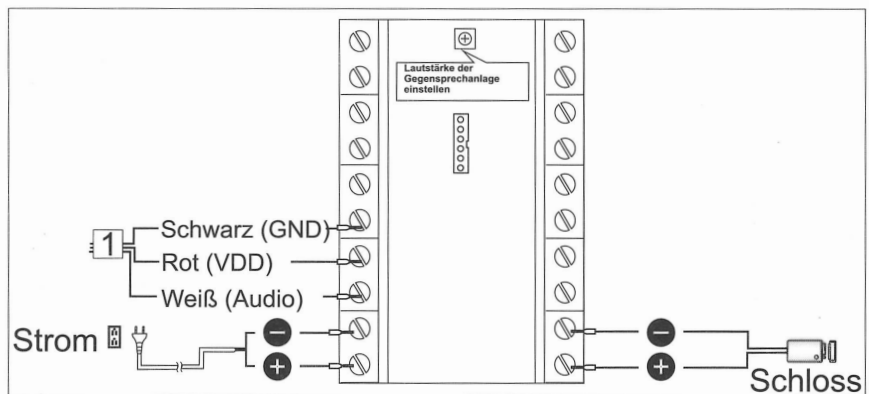 Lautstärke der
Gegensprechanlage
einstellen
1
Schwarz (GND)
Rot (VDD)
Weiß (Audio)
Strom
−
+
−
+
Schloss